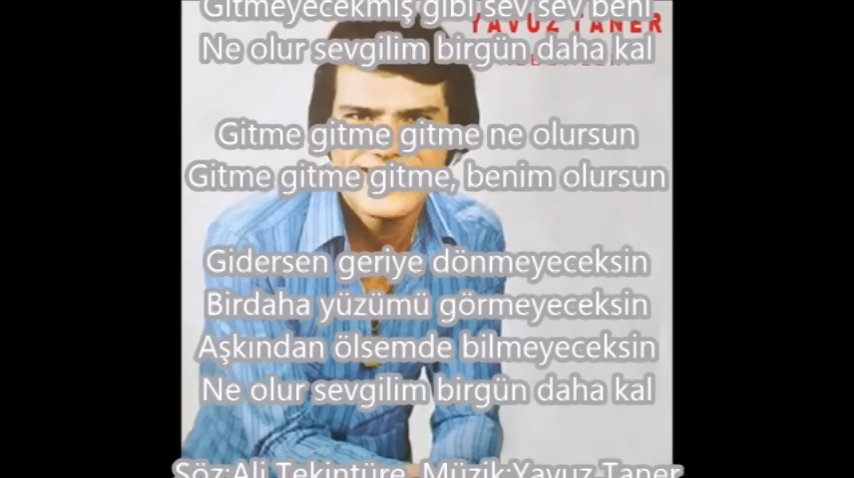 Gitmeyecekmiş gibi sev sev beni
YAVUZ TANER
Ne olur sevgilim birgün daha kal
Gitme gitme gitme ne olursun
Gitme gitme gitme, benim olursun
Gidersen geriye dönmeyeceksin
Birdaha yüzümü görmeyeceksin
Aşkından ölsemde bilmeyeceksin
Ne olur sevgilim birgün daha kal
Söz:Ali Tekintüre Müzik:Yavuz Taner